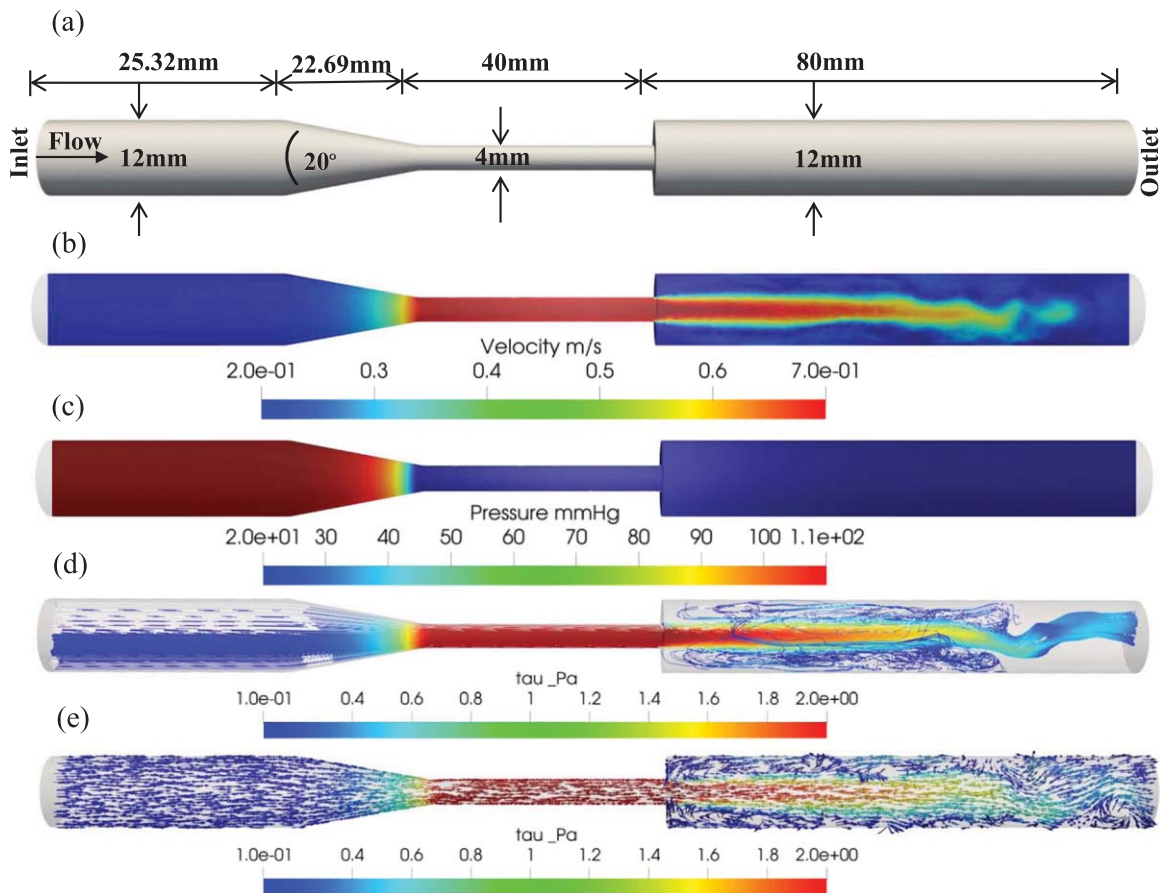 (a)
25.32mm 22.69mm 40mm 80mm
Inlet
Flow
12mm
20°
4mm
12mm
Outlet
(b)
Velocity m/s
2.0e-01 0.3 0.4 0.5 0.6 7.0e-01
(c)
Pressure mmHg
2.0e+01 30 40 50 60 70 80 90 100 1.1e+02
(d)
tau _Pa
1.0e-01 0.4 0.6 0.8 1 1.2 1.4 1.6 1.8 2.0e+00
(e)
tau _Pa
1.0e-01 0.4 0.6 0.8 1 1.2 1.4 1.6 1.8 2.0e+00